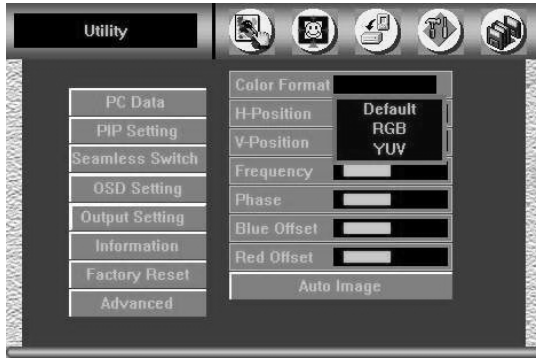 Utility
PC Data
PIP Setting
Seamless Switch
OSD Setting
Output Setting
Information
Factory Reset
Advanced
Color Format
H-Position
V-Position
Frequency
Phase
Blue Offset
Red Offset
Auto Image
Default
RGB
YUV